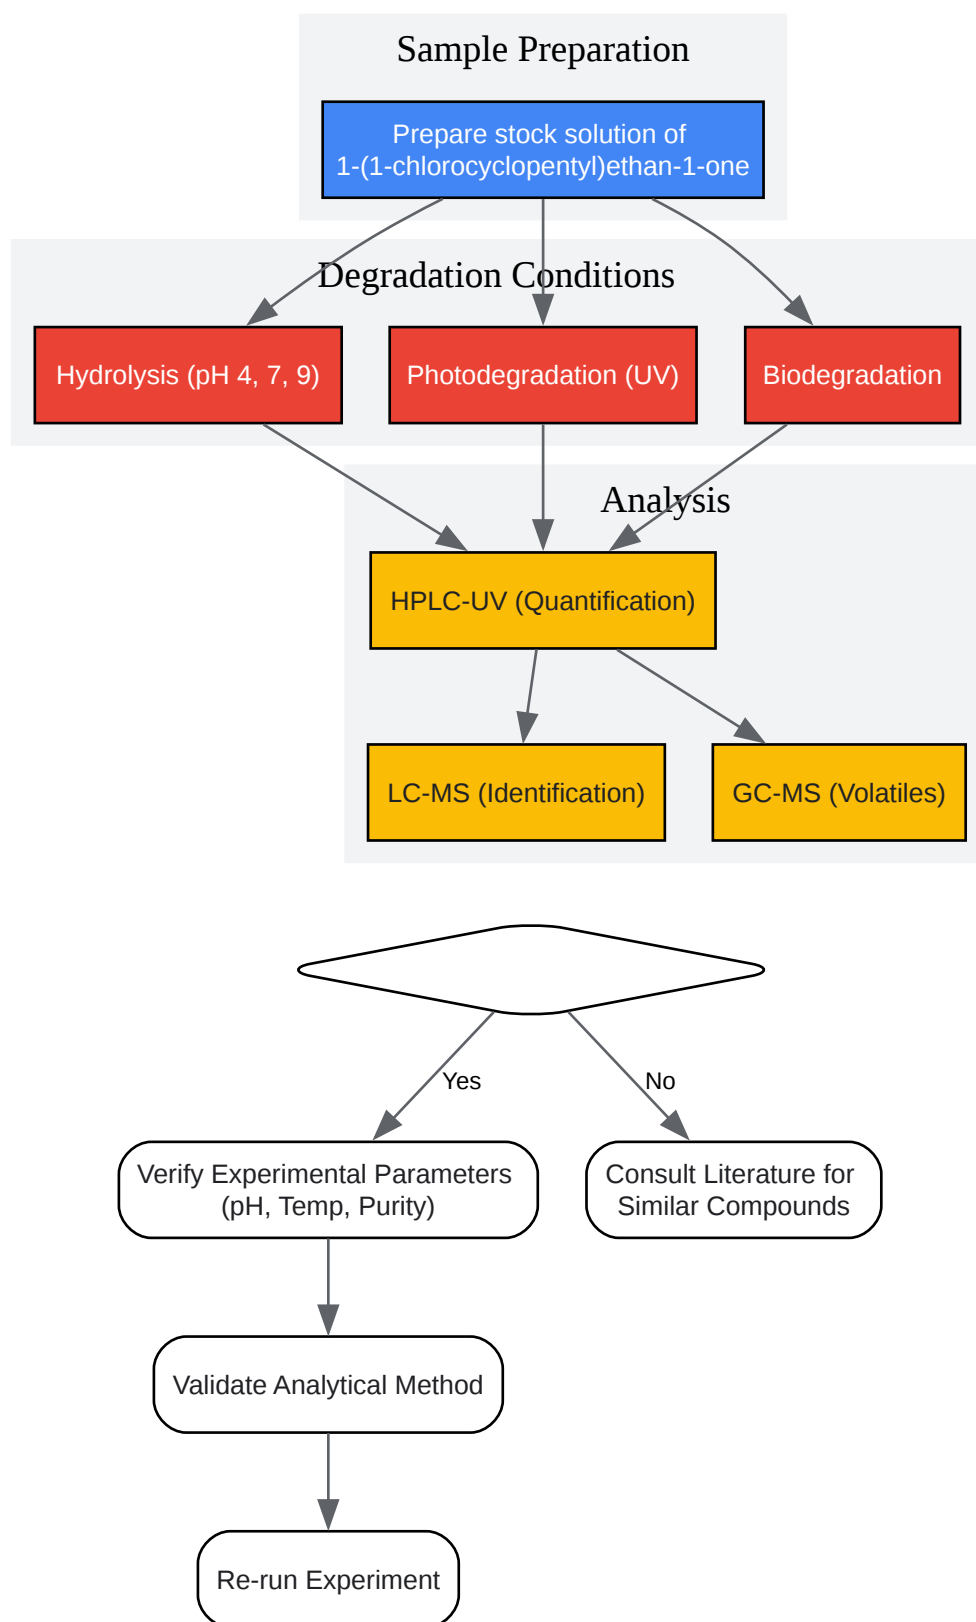 Sample Preparation
Prepare stock solution of
1-(1-chlorocyclopentyl)ethan-1-one
Degradation Conditions
Hydrolysis (pH 4, 7, 9)
Photodegradation (UV)
Biodegradation
Analysis
HPLC-UV (Quantification)
LC-MS (Identification)
GC-MS (Volatiles)
Yes
No
Verify Experimental Parameters
(pH, Temp, Purity)
Consult Literature for
Similar Compounds
Validate Analytical Method
Re-run Experiment